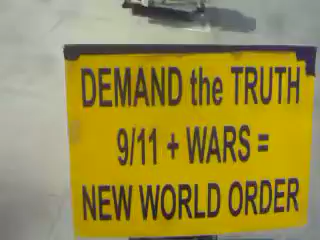 DEMAND the TRUTH
9/11 + WARS =
NEW WORLD ORDER